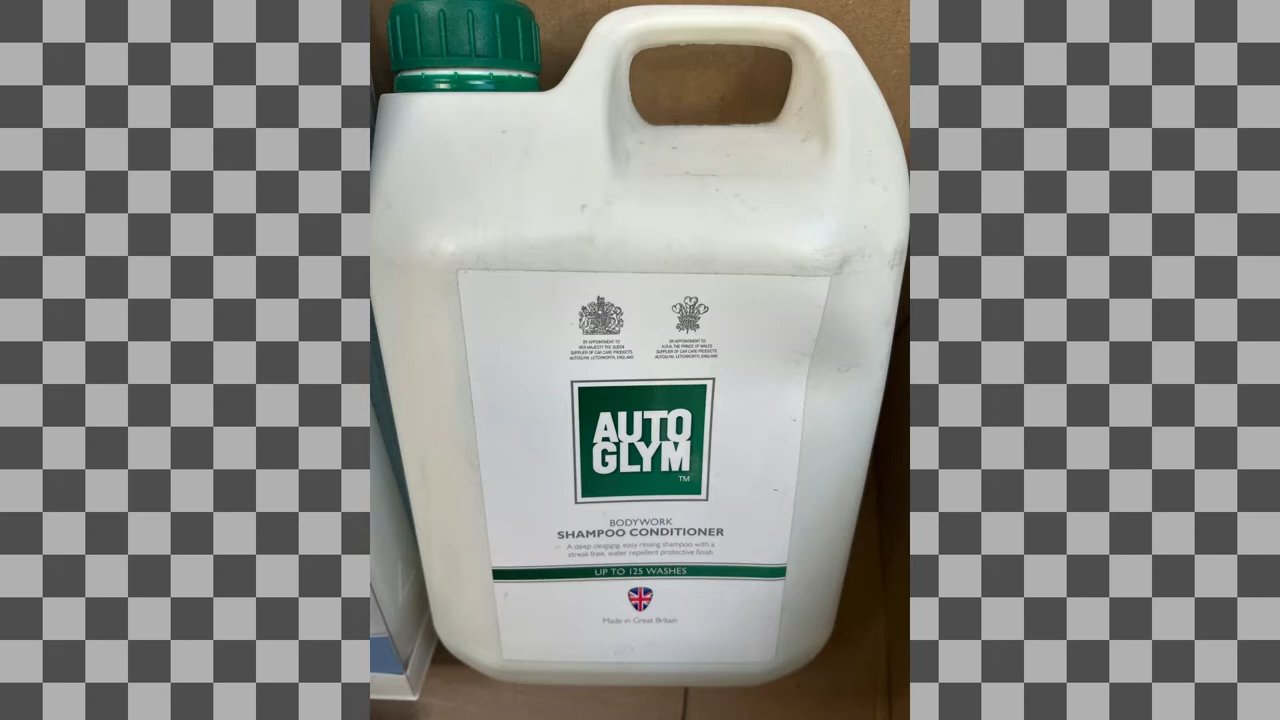 BY APPOINTMENT TO
HER MAJESTY THE QUEEN
SUPPLIER OF CAR CARE PRODUCTS
AUTOGLYM, LETCHWORTH, ENGLAND
BY APPOINTMENT TO
H.R.H. THE PRINCE OF WALES
SUPPLIER OF CAR CARE PRODUCTS
AUTOGLYM, LETCHWORTH, ENGLAND
AUTO
GLYM
TM
BODYWORK
SHAMPOO CONDITIONER
A deep cleaning, easy rinsing shampoo with a
streak free, water repellent protective finish
UP TO 125 WASHES
Made in Great Britain